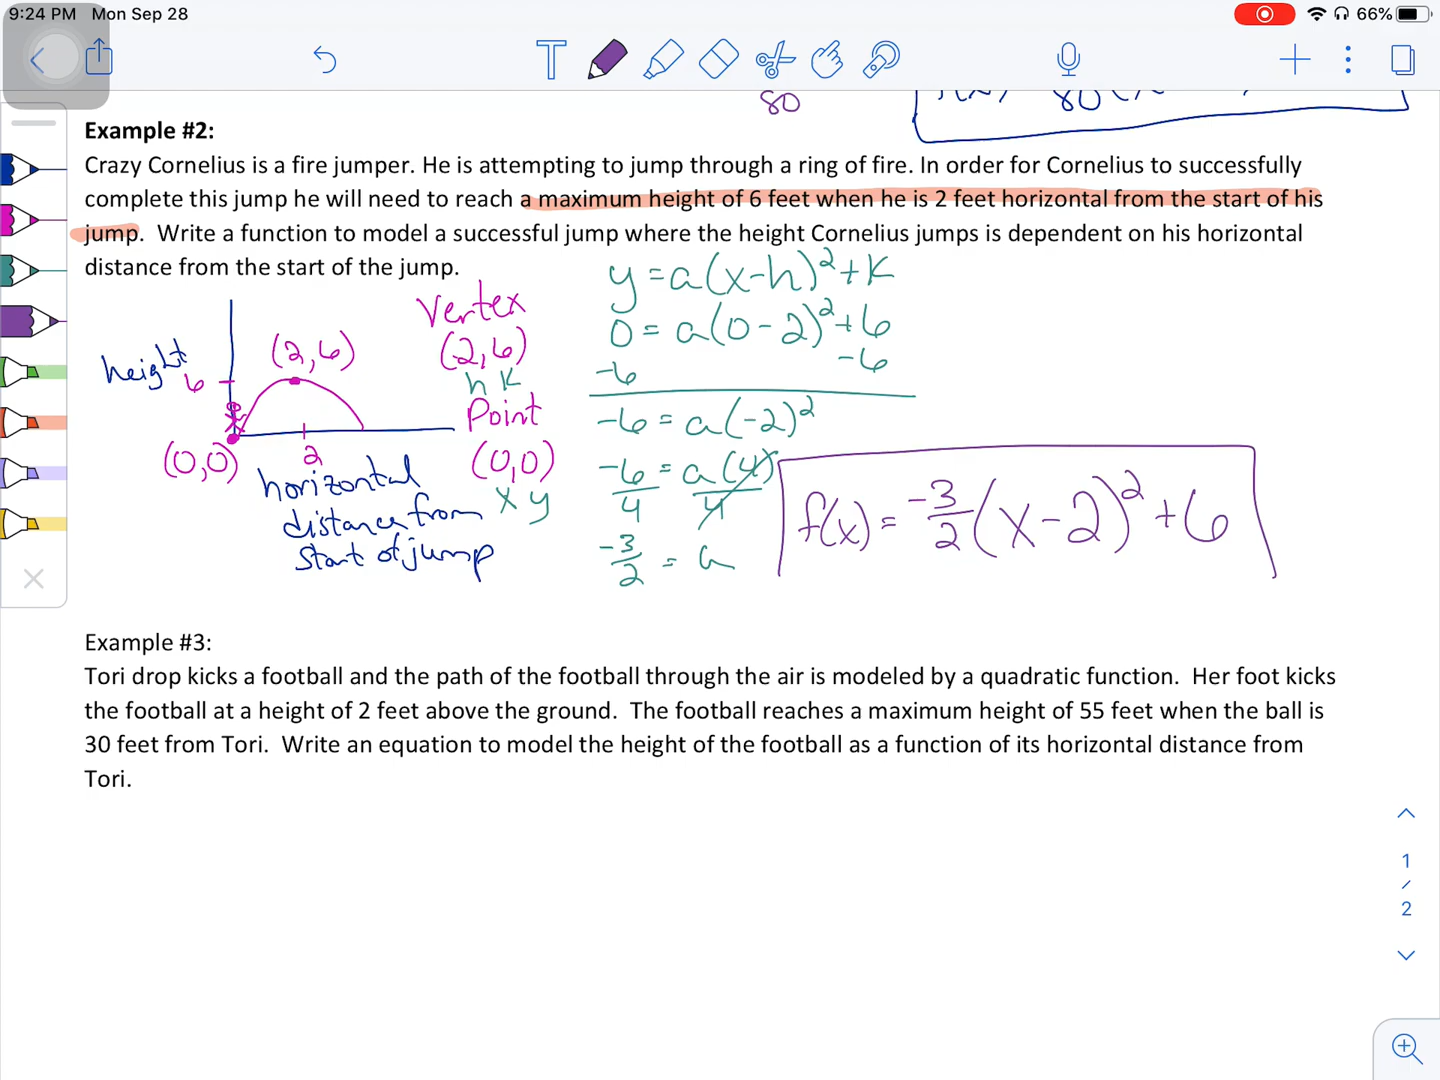 9:24 PM Mon Sep 28
66%
T
80
80
Example #2:
Crazy Cornelius is a fire jumper. He is attempting to jump through a ring of fire. In order for Cornelius to successfully
complete this jump he will need to reach a maximum height of 6 feet when he is 2 feet horizontal from the start of his
jump. Write a function to model a successful jump where the height Cornelius jumps is dependent on his horizontal
distance from the start of the jump.
height
6
(2,6)
(0,0)
2
horizontal
distance from
start of jump
Vertex
(2,6)
h k
Point
(0,0)
x y
y = a(x-h)² + k
0 = a(0-2)² + 6
-6 -6
-6 = a(-2)²
-6 = a(4)
4 4
-3/2 = a
f(x) = -3/2(x-2)² + 6
Example #3:
Tori drop kicks a football and the path of the football through the air is modeled by a quadratic function. Her foot kicks
the football at a height of 2 feet above the ground. The football reaches a maximum height of 55 feet when the ball is
30 feet from Tori. Write an equation to model the height of the football as a function of its horizontal distance from
Tori.
1
/
2